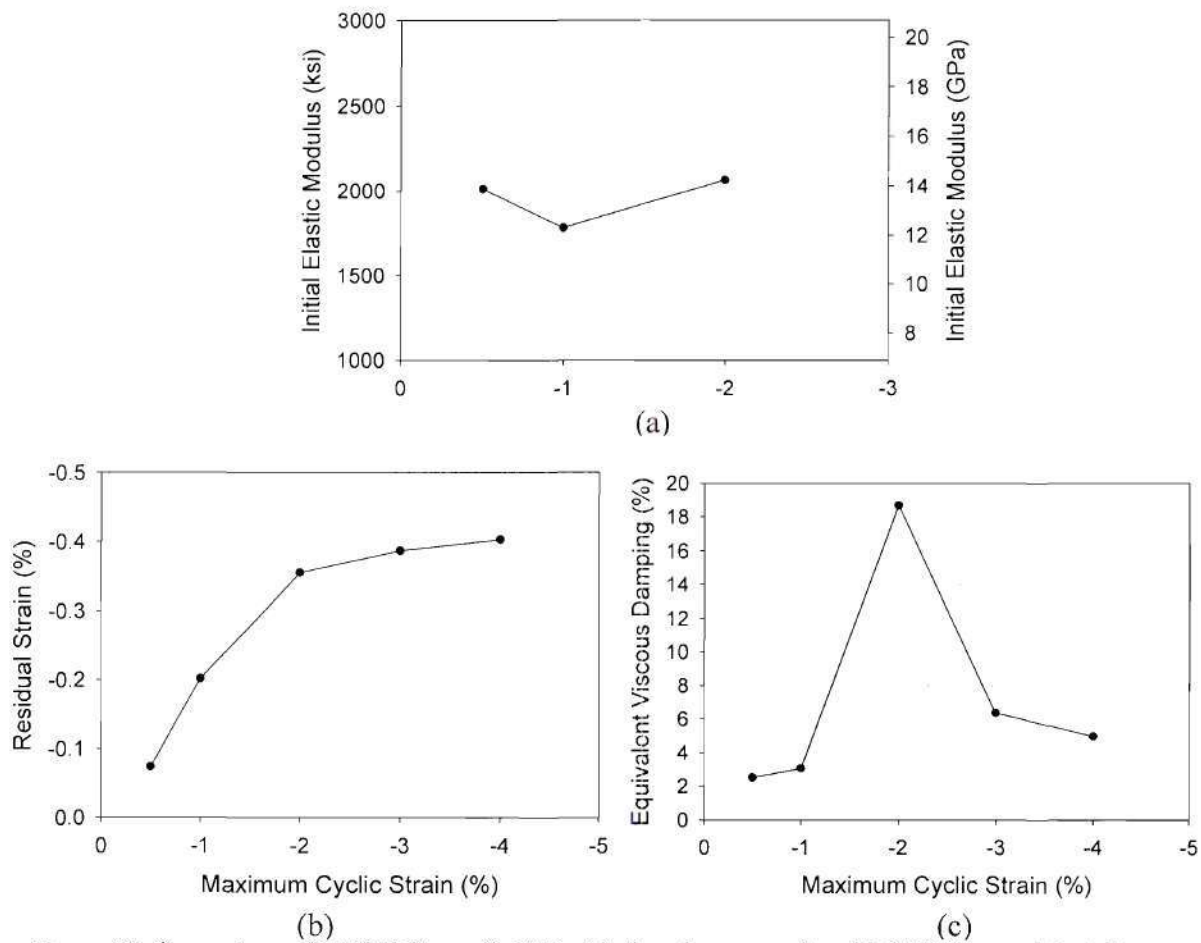 3000
2500
2000
1500
1000
Initial Elastic Modulus (ksi)
20
18
16
14
12
10
8
Initial Elastic Modulus (GPa)
0 -1 -2 -3
(a)
-0.5
-0.4
-0.3
-0.2
-0.1
0.0
Residual Strain (%)
0 -1 -2 -3 -4 -5
Maximum Cyclic Strain (%)
(b)
20
18
16
14
12
10
8
6
4
2
0
Equivalont Viscous Damping (%)
0 -1 -2 -3 -4 -5
Maximum Cyclic Strain (%)
(c)